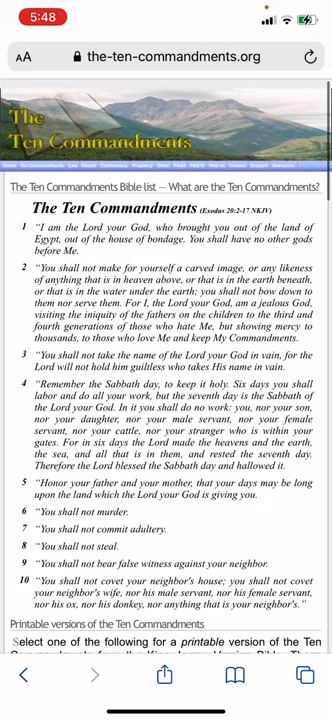 5:48
AA the-ten-commandments.org
The
Ten Commandments
Home Ten Commandments Law Fourth Commentary Prophecy Other FAQS FAQ10 FAQ Ex Contact Support Resources
The Ten Commandments Bible list – What are the Ten Commandments?
The Ten Commandments (Exodus 20:2-17 NKJV)
1 “I am the Lord your God, who brought you out of the land of
Egypt, out of the house of bondage. You shall have no other gods
before Me.
2 “You shall not make for yourself a carved image, or any likeness
of anything that is in heaven above, or that is in the earth beneath,
or that is in the water under the earth; you shall not bow down to
them nor serve them. For I, the Lord your God, am a jealous God,
visiting the iniquity of the fathers on the children to the third and
fourth generations of those who hate Me, but showing mercy to
thousands, to those who love Me and keep My Commandments.
3 “You shall not take the name of the Lord your God in vain, for the
Lord will not hold him guiltless who takes His name in vain.
4 “Remember the Sabbath day, to keep it holy. Six days you shall
labor and do all your work, but the seventh day is the Sabbath of
the Lord your God. In it you shall do no work: you, nor your son,
nor your daughter, nor your male servant, nor your female
servant, nor your cattle, nor your stranger who is within your
gates. For in six days the Lord made the heavens and the earth,
the sea, and all that is in them, and rested the seventh day.
Therefore the Lord blessed the Sabbath day and hallowed it.
5 “Honor your father and your mother, that your days may be long
upon the land which the Lord your God is giving you.
6 “You shall not murder.
7 “You shall not commit adultery.
8 “You shall not steal.
9 “You shall not bear false witness against your neighbor.
10 “You shall not covet your neighbor's house; you shall not covet
your neighbor's wife, nor his male servant, nor his female servant,
nor his ox, nor his donkey, nor anything that is your neighbor's.”
Printable versions of the Ten Commandments
Select one of the following for a printable version of the Ten